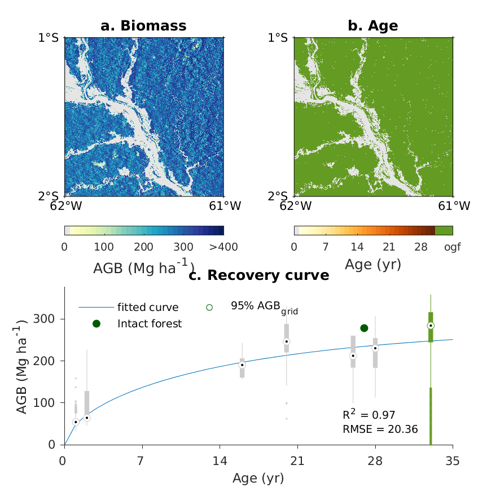 a. Biomass
b. Age
1°S
1°S
2°S
2°S
62°W
61°W
62°W
61°W
0 100 200 300 >400
AGB (Mg ha⁻¹)
0 7 14 21 28 ogf
Age (yr)
c. Recovery curve
fitted curve
Intact forest
95% AGB_grid
300
200
100
0
AGB (Mg ha⁻¹)
R² = 0.97
RMSE = 20.36
0 7 14 21 28 35
Age (yr)